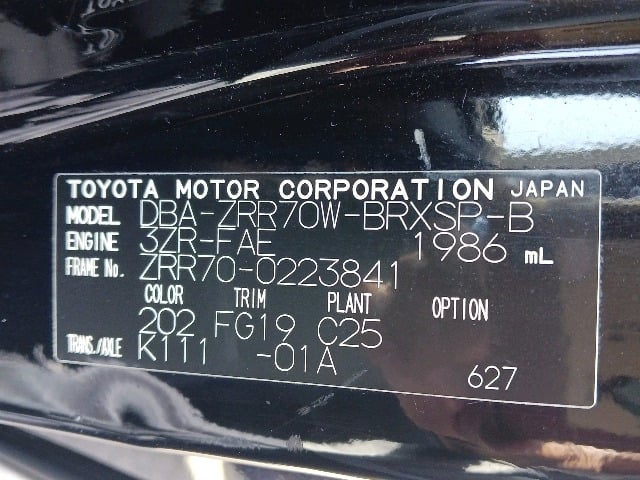 TOYOTA MOTOR CORPORATION JAPAN
MODEL DBA-ZRR70W-BRXSP-B
ENGINE 3ZR-FAE 1986 mL
FRAME No. ZRR70-0223841
COLOR TRIM PLANT OPTION
202 FG19 C25
TRANS./AXLE K111 -01A
627